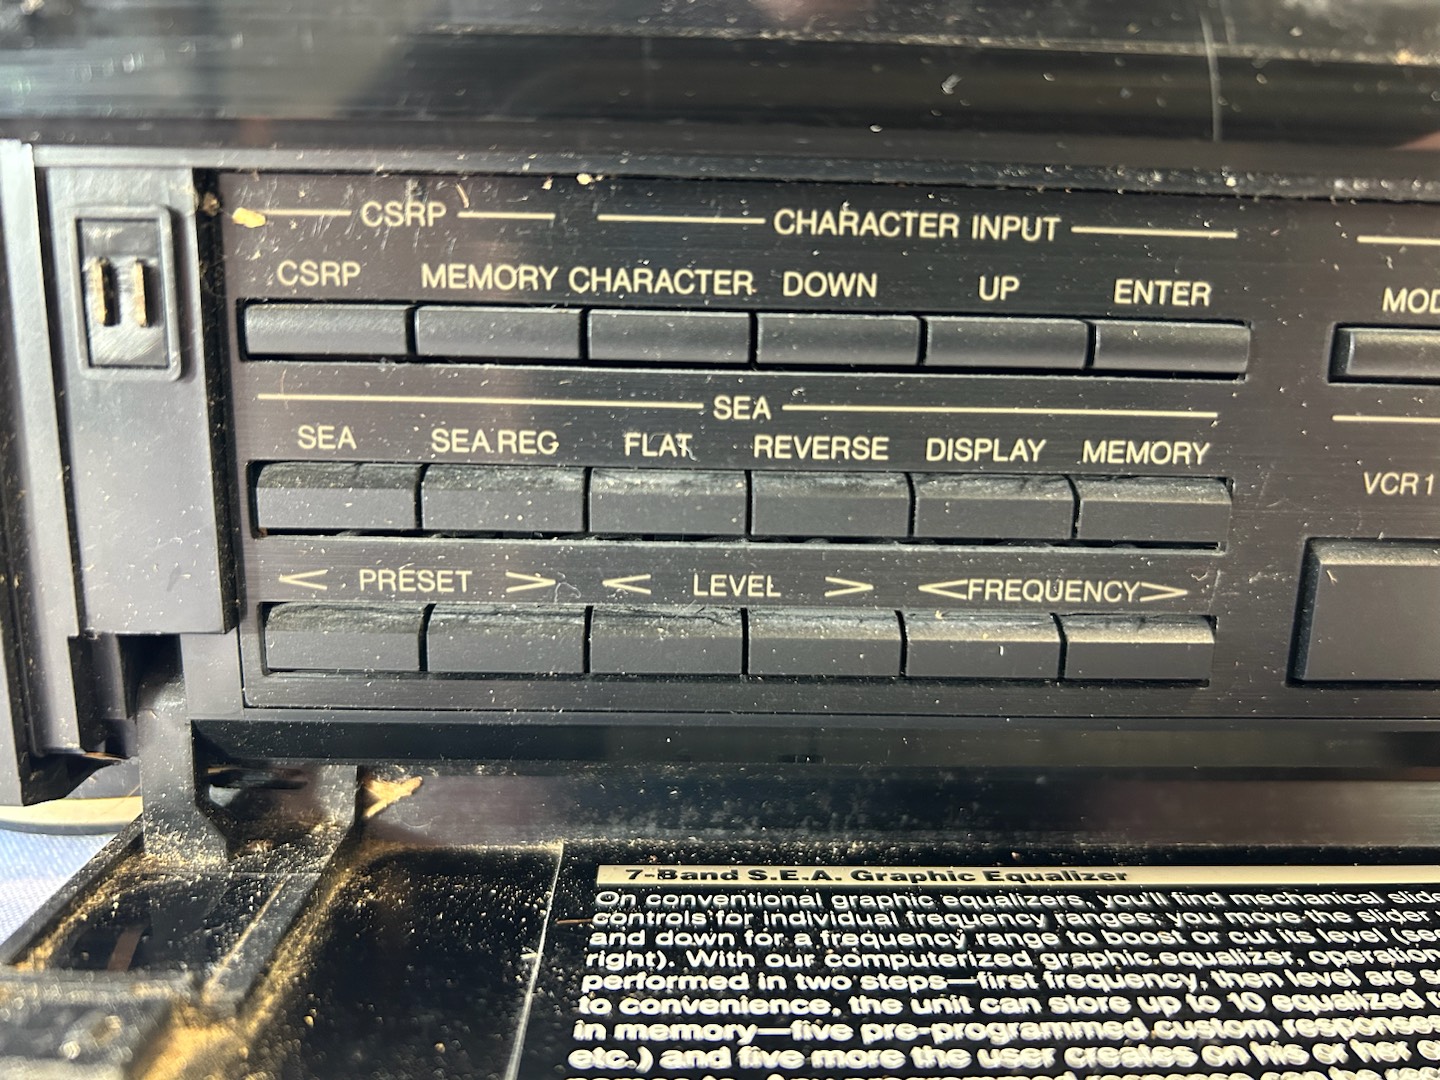 CSRP CHARACTER INPUT
CSRP MEMORY CHARACTER DOWN UP ENTER
SEA
SEA SEA REG FLAT REVERSE DISPLAY MEMORY
VCR 1
< PRESET > < LEVEL > < FREQUENCY >
7-Band S.E.A. Graphic Equalizer
On conventional graphic equalizers, you'll find mechanical
controls for individual frequency ranges; you move the slider
and down for a frequency range to boost or cut its level
right). With our computerized graphic equalizer,
performed in two steps—first frequency, then level are
to convenience, the unit can store up to 10 equalized
in memory—five pre-programmed custom responses
etc.) and five more the user creates on his or her